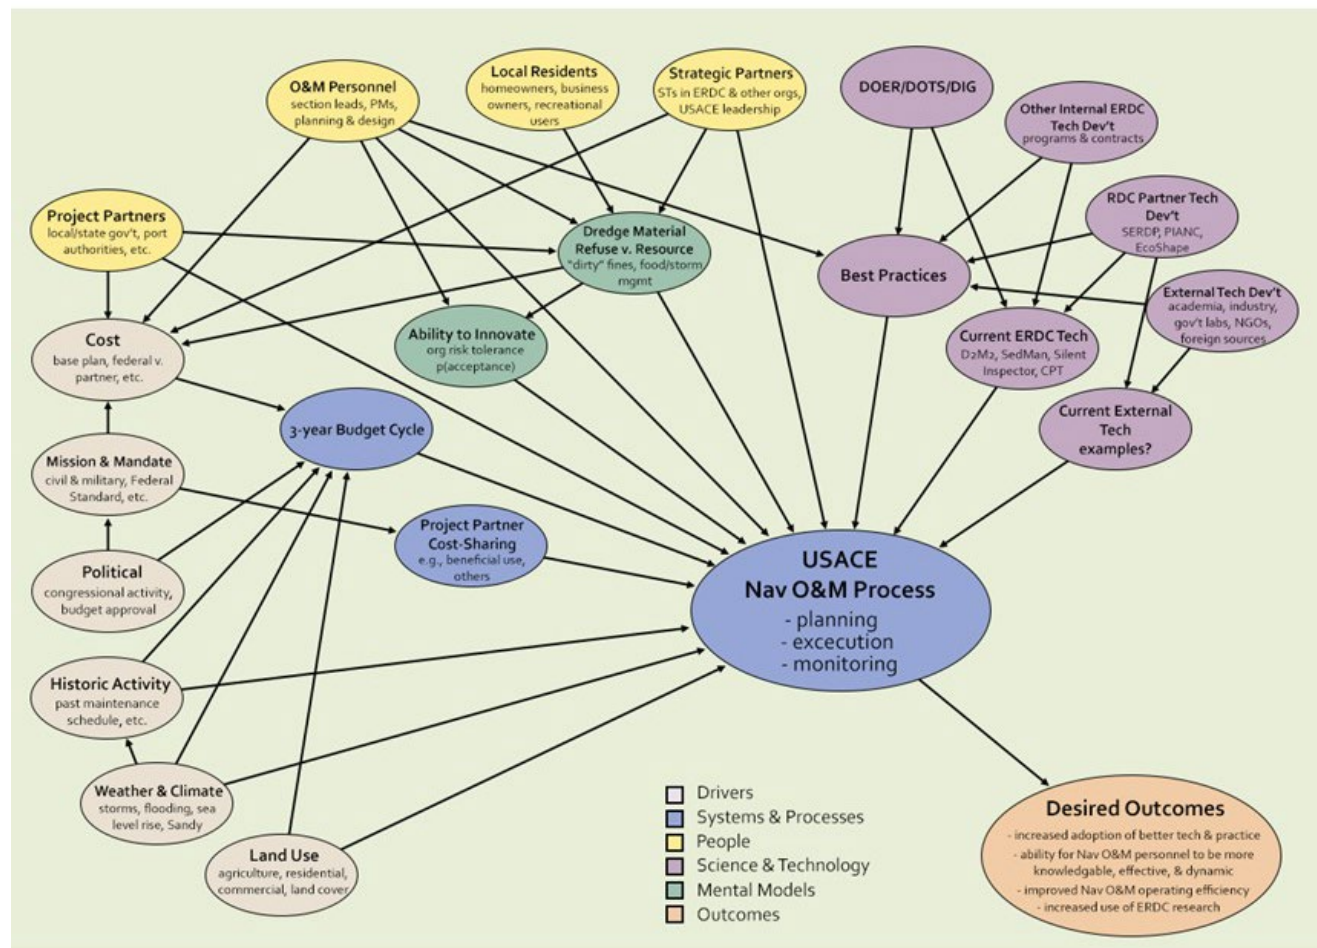 O&M Personnel
section leads, PMs,
planning & design
Local Residents
homeowners, business
owners, recreational
users
Strategic Partners
STs in ERDC & other orgs,
USACE leadership
DOER/DOTS/DIG
Other Internal ERDC
Tech Dev't
programs & contracts
Project Partners
local/state gov't, port
authorities, etc.
Dredge Material
Refuse v. Resource
"dirty" fines, food/storm
mgmt
Best Practices
RDC Partner Tech
Dev't
SERDP, PIANC,
EcoShape
External Tech Dev't
academia, industry,
gov't labs, NGOs,
foreign sources
Cost
base plan, federal v.
partner, etc.
Ability to Innovate
org risk tolerance
p(acceptance)
Current ERDC Tech
D2M2, SedMan, Silent
Inspector, CPT
3-year Budget Cycle
Current External
Tech
examples?
Mission & Mandate
civil & military, Federal
Standard, etc.
Project Partner
Cost-Sharing
e.g., beneficial use,
others
Political
congressional activity,
budget approval
USACE
Nav O&M Process
- planning
- excecution
- monitoring
Historic Activity
past maintenance
schedule, etc.
Weather & Climate
storms, flooding, sea
level rise, Sandy
Land Use
agriculture, residential,
commercial, land cover
Drivers
Systems & Processes
People
Science & Technology
Mental Models
Outcomes
Desired Outcomes
- increased adoption of better tech & practice
- ability for Nav O&M personnel to be more
knowledgable, effective, & dynamic
- improved Nav O&M operating efficiency
- increased use of ERDC research